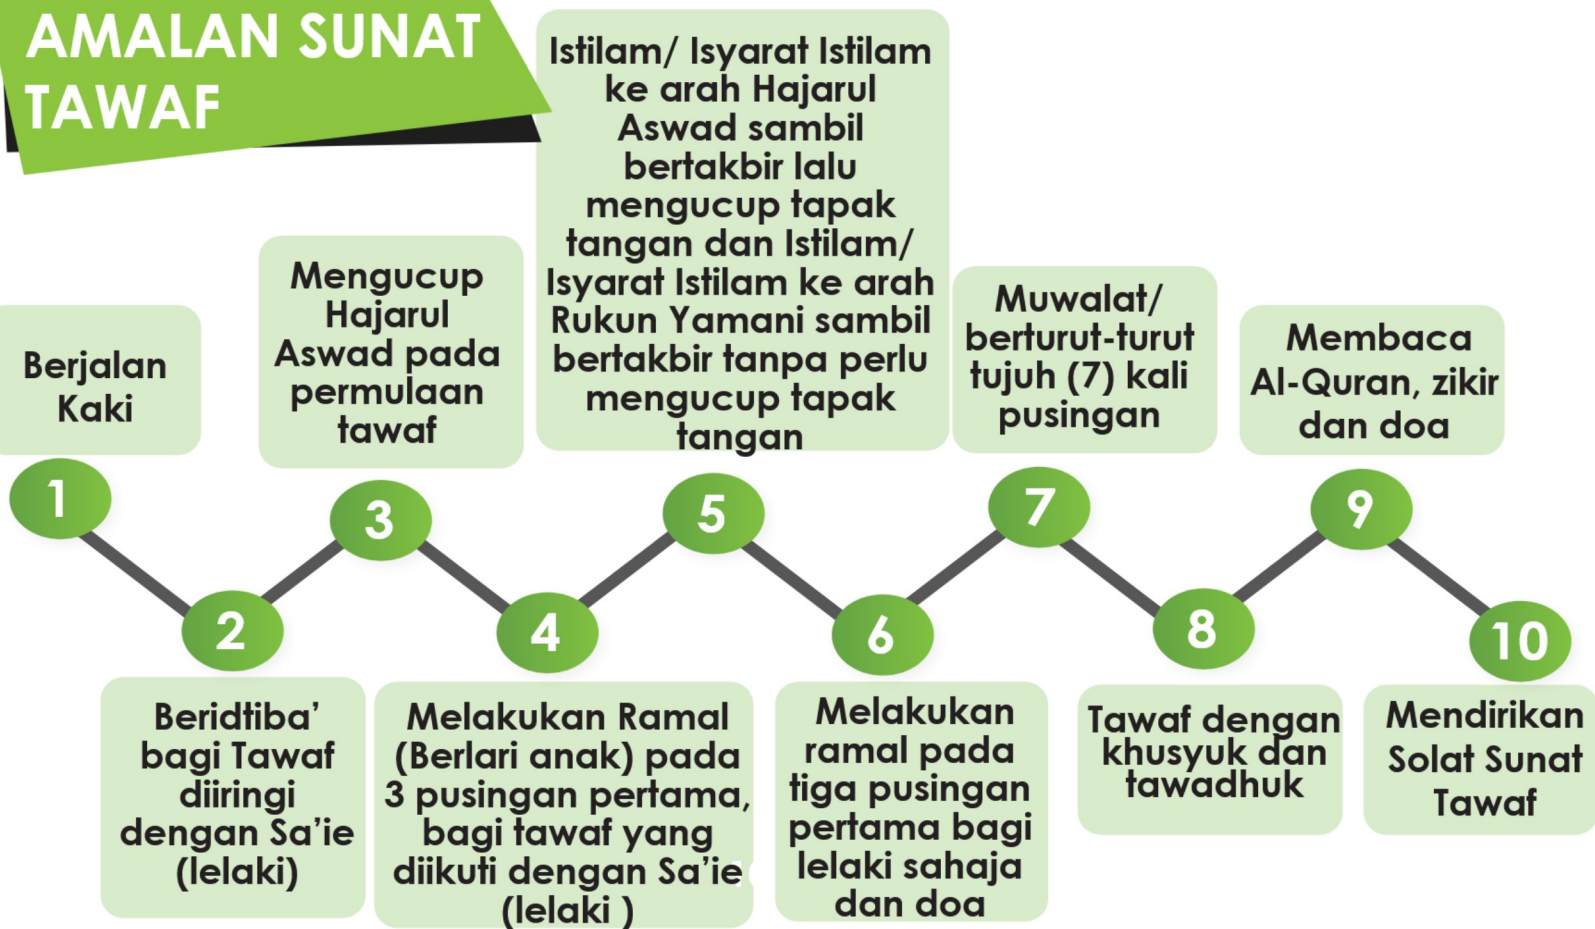 AMALAN SUNAT
TAWAF
1
Berjalan
Kaki
2
Beridtiba’
bagi Tawaf
diiringi
dengan Sa’ie
(lelaki)
3
Mengucup
Hajarul
Aswad pada
permulaan
tawaf
4
Melakukan Ramal
(Berlari anak) pada
3 pusingan pertama,
bagi tawaf yang
diikuti dengan Sa’ie
(lelaki )
5
Istilam/ Isyarat Istilam
ke arah Hajarul
Aswad sambil
bertakbir lalu
mengucup tapak
tangan dan Istilam/
Isyarat Istilam ke arah
Rukun Yamani sambil
bertakbir tanpa perlu
mengucup tapak
tangan
6
Melakukan
ramal pada
tiga pusingan
pertama bagi
lelaki sahaja
dan doa
7
Muwalat/
berturut-turut
tujuh (7) kali
pusingan
8
Tawaf dengan
khusyuk dan
tawadhuk
9
Membaca
Al-Quran, zikir
dan doa
10
Mendirikan
Solat Sunat
Tawaf